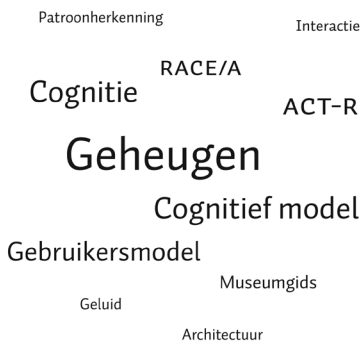 Patroonherkenning
Interactie
RACE/A
Cognitie
ACT-R
Geheugen
Cognitief model
Gebruikersmodel
Museumgids
Geluid
Architectuur